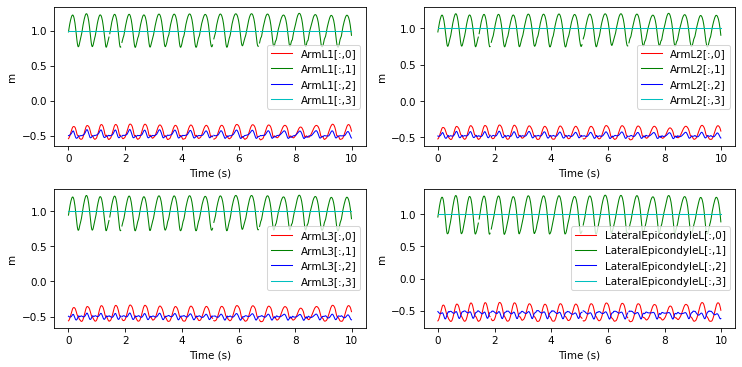 1.0
0.5
0.0
−0.5
m
ArmL1[:,0]
ArmL1[:,1]
ArmL1[:,2]
ArmL1[:,3]
0 2 4 6 8 10
Time (s)
1.0
0.5
0.0
−0.5
m
ArmL2[:,0]
ArmL2[:,1]
ArmL2[:,2]
ArmL2[:,3]
0 2 4 6 8 10
Time (s)
1.0
0.5
0.0
−0.5
m
ArmL3[:,0]
ArmL3[:,1]
ArmL3[:,2]
ArmL3[:,3]
0 2 4 6 8 10
Time (s)
1.0
0.5
0.0
−0.5
m
LateralEpicondyleL[:,0]
LateralEpicondyleL[:,1]
LateralEpicondyleL[:,2]
LateralEpicondyleL[:,3]
0 2 4 6 8 10
Time (s)